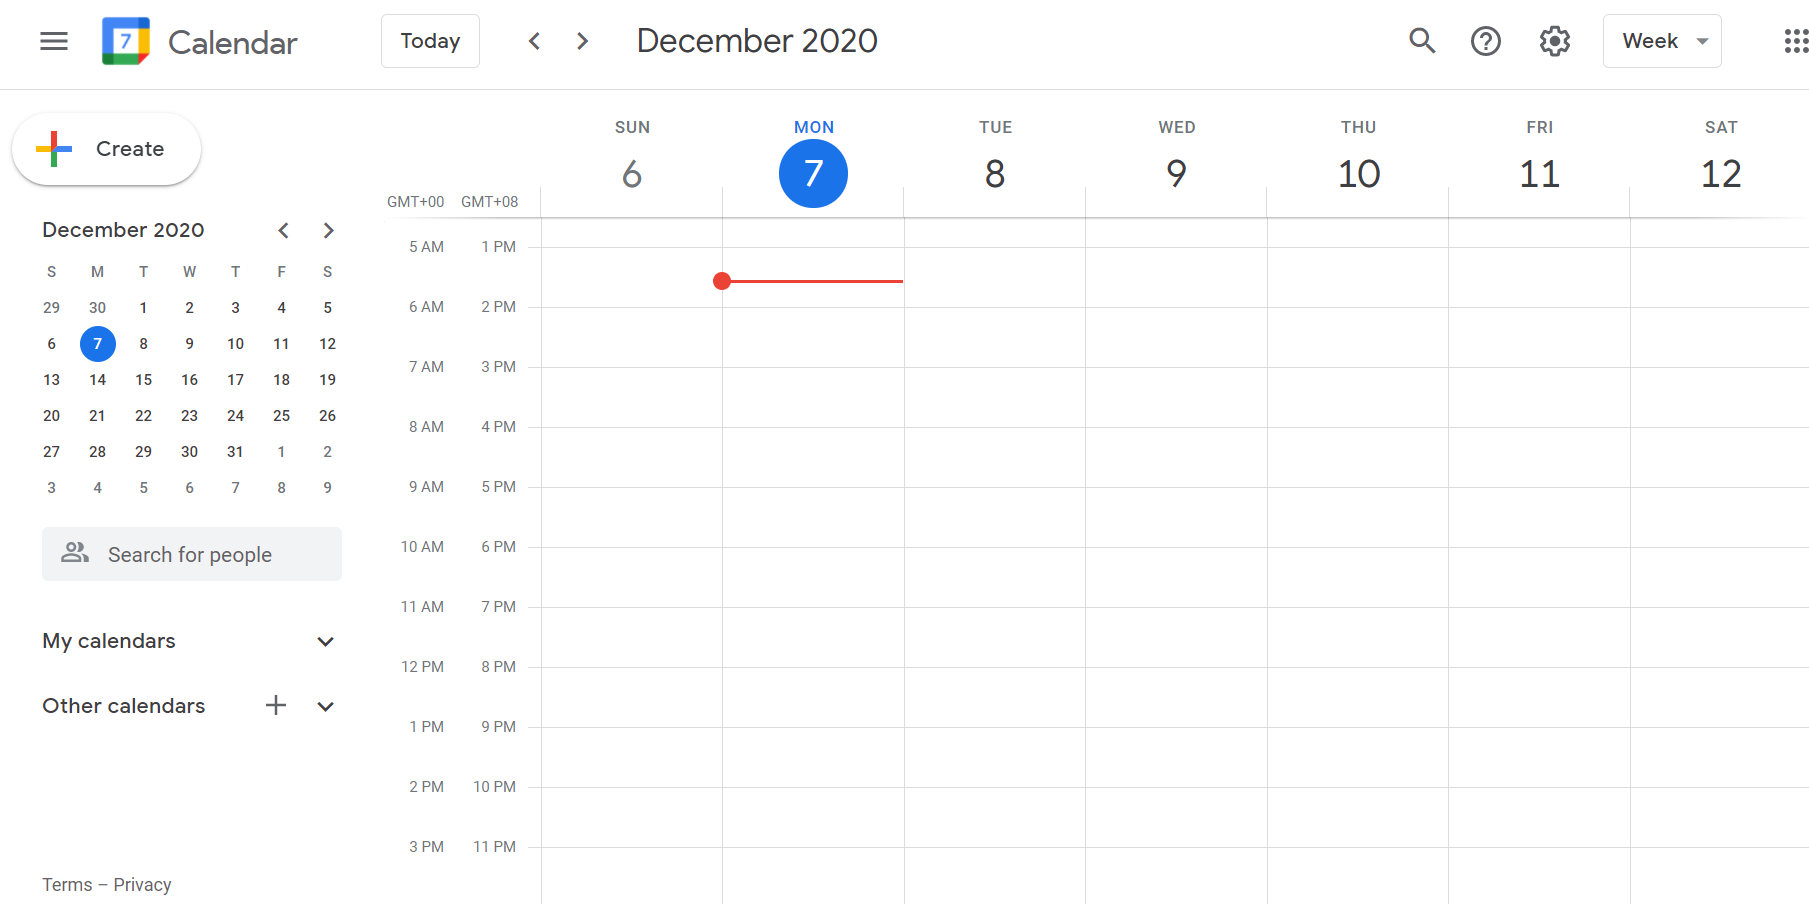 7 Calendar Today December 2020 Week
Create
December 2020
S M T W T F S
29 30 1 2 3 4 5
6 7 8 9 10 11 12
13 14 15 16 17 18 19
20 21 22 23 24 25 26
27 28 29 30 31 1 2
3 4 5 6 7 8 9
Search for people
My calendars
Other calendars
Terms – Privacy
SUN MON TUE WED THU FRI SAT
6 7 8 9 10 11 12
GMT+00 GMT+08
5 AM 1 PM
6 AM 2 PM
7 AM 3 PM
8 AM 4 PM
9 AM 5 PM
10 AM 6 PM
11 AM 7 PM
12 PM 8 PM
1 PM 9 PM
2 PM 10 PM
3 PM 11 PM